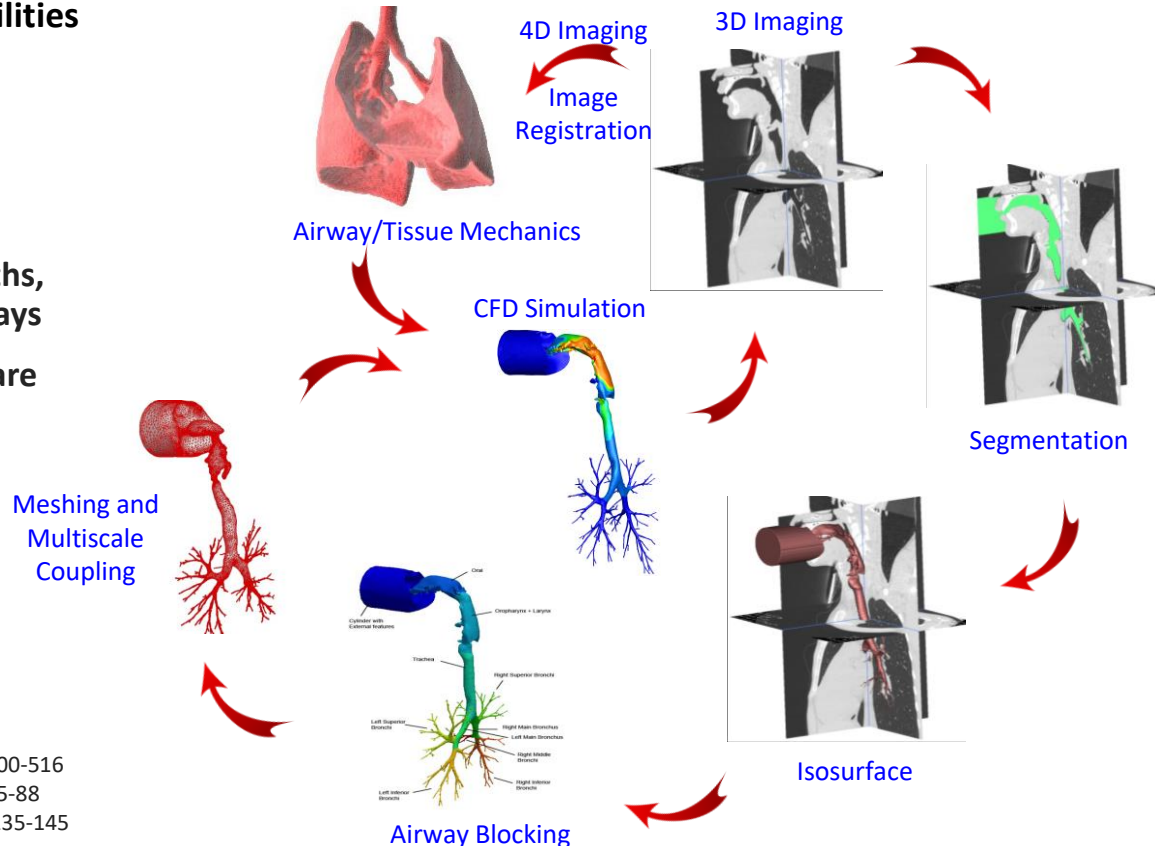 ilities
ths,
ays
are
00-516
5-88
135-145
4D Imaging
3D Imaging
Image
Registration
Airway/Tissue Mechanics
CFD Simulation
Segmentation
Meshing and
Multiscale
Coupling
Isosurface
Airway Blocking
Oral
Cylinder with
External features
Oropharynx + Larynx
Trachea
Right Superior Bronchi
Left Superior
Bronchi
Right Main Bronchus
Left Main Bronchus
Right Middle
Bronchi
Right Inferior
Bronchi
Left Inferior
Bronchi